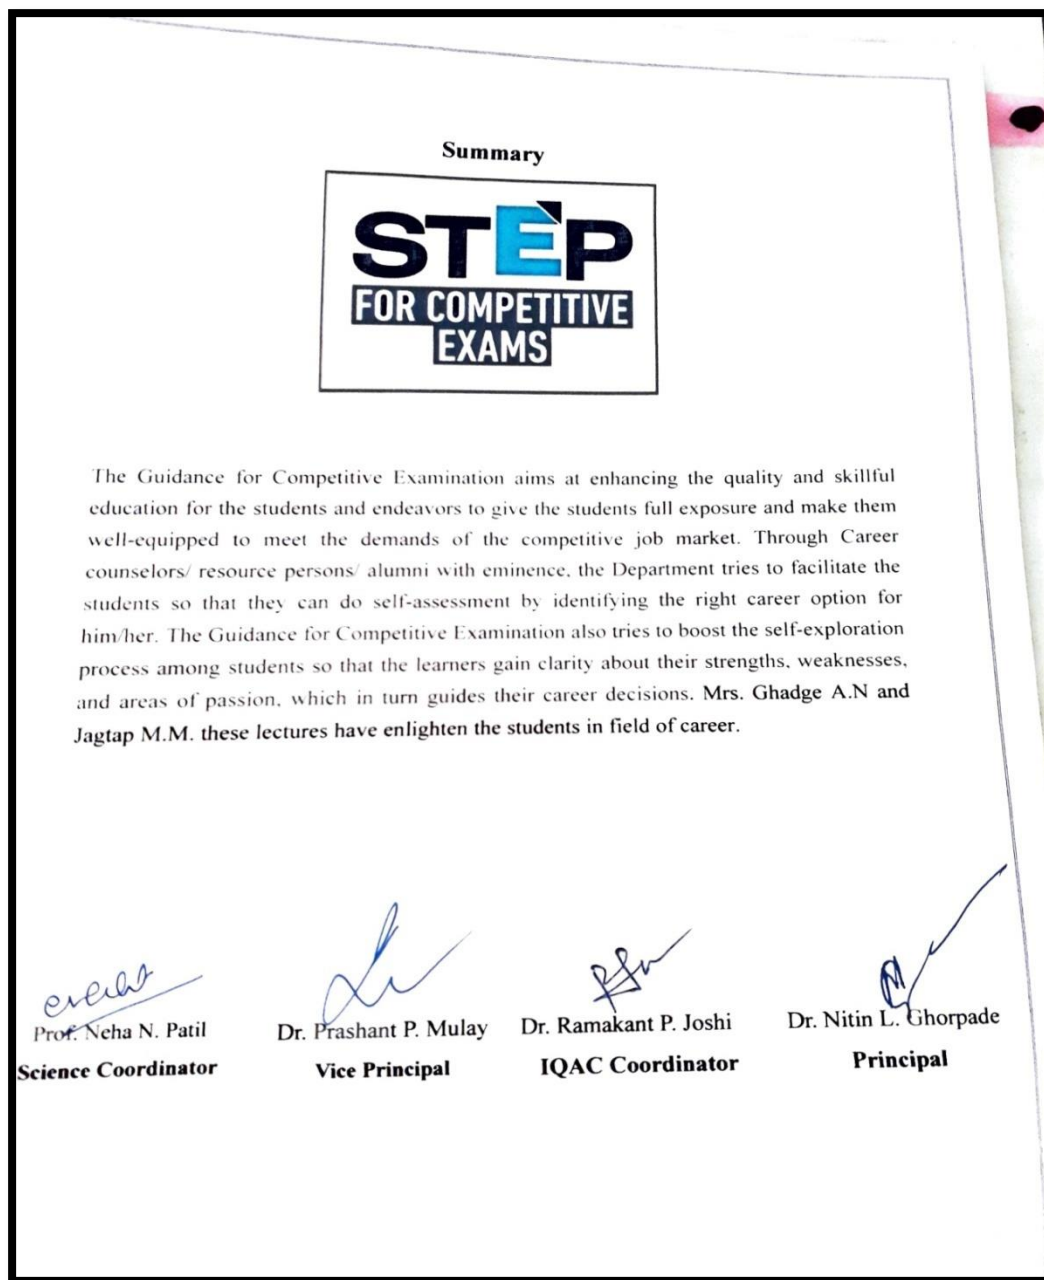 Summary
STEP
FOR COMPETITIVE
EXAMS
The Guidance for Competitive Examination aims at enhancing the quality and skillful
education for the students and endeavors to give the students full exposure and make them
well-equipped to meet the demands of the competitive job market. Through Career
counselors/ resource persons/ alumni with eminence, the Department tries to facilitate the
students so that they can do self-assessment by identifying the right career option for
him/her. The Guidance for Competitive Examination also tries to boost the self-exploration
process among students so that the learners gain clarity about their strengths, weaknesses,
and areas of passion, which in turn guides their career decisions. Mrs. Ghadge A.N and
Jagtap M.M. these lectures have enlighten the students in field of career.
Prof. Neha N. Patil Dr. Prashant P. Mulay Dr. Ramakant P. Joshi Dr. Nitin L. Ghorpade
Science Coordinator Vice Principal IQAC Coordinator Principal